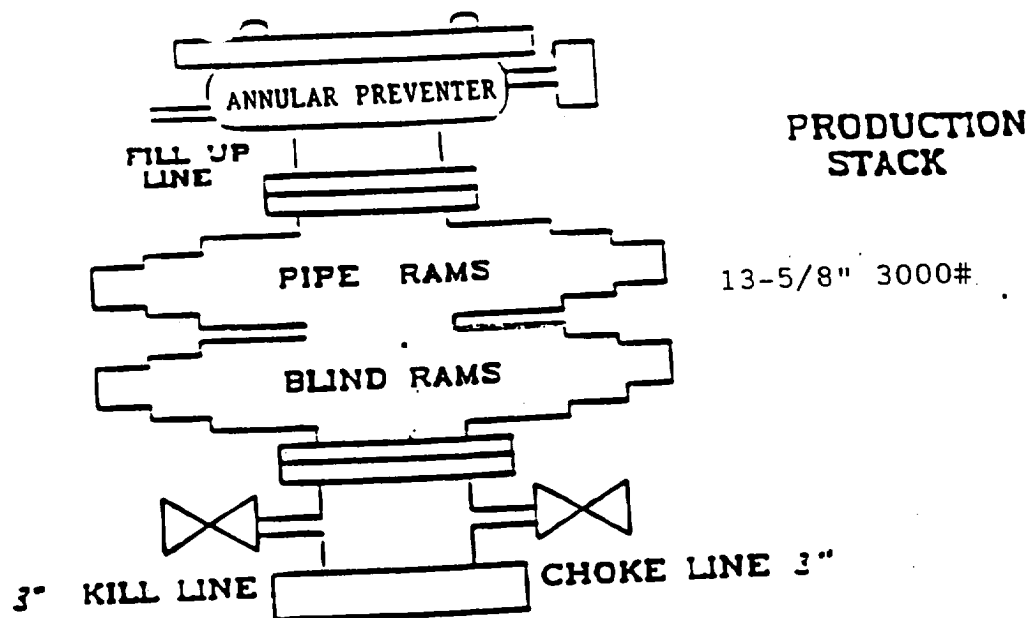 ANNULAR PREVENTER
FILL UP
LINE
PRODUCTION
STACK
PIPE RAMS
13-5/8" 3000#
BLIND RAMS
3" KILL LINE
CHOKE LINE 3"